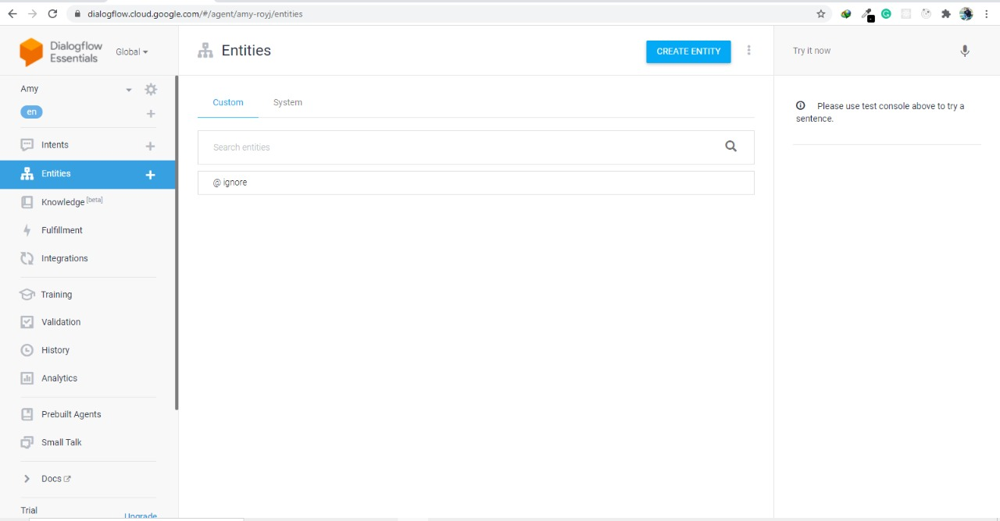 dialogflow.cloud.google.com/#/agent/amy-royj/entities
Dialogflow
Essentials
Global
Entities
CREATE ENTITY
Try it now
Amy
en
Custom
System
Please use test console above to try a
sentence.
Intents
Search entities
Entities
@ ignore
Knowledge [beta]
Fulfillment
Integrations
Training
Validation
History
Analytics
Prebuilt Agents
Small Talk
Docs
Trial
Upgrade